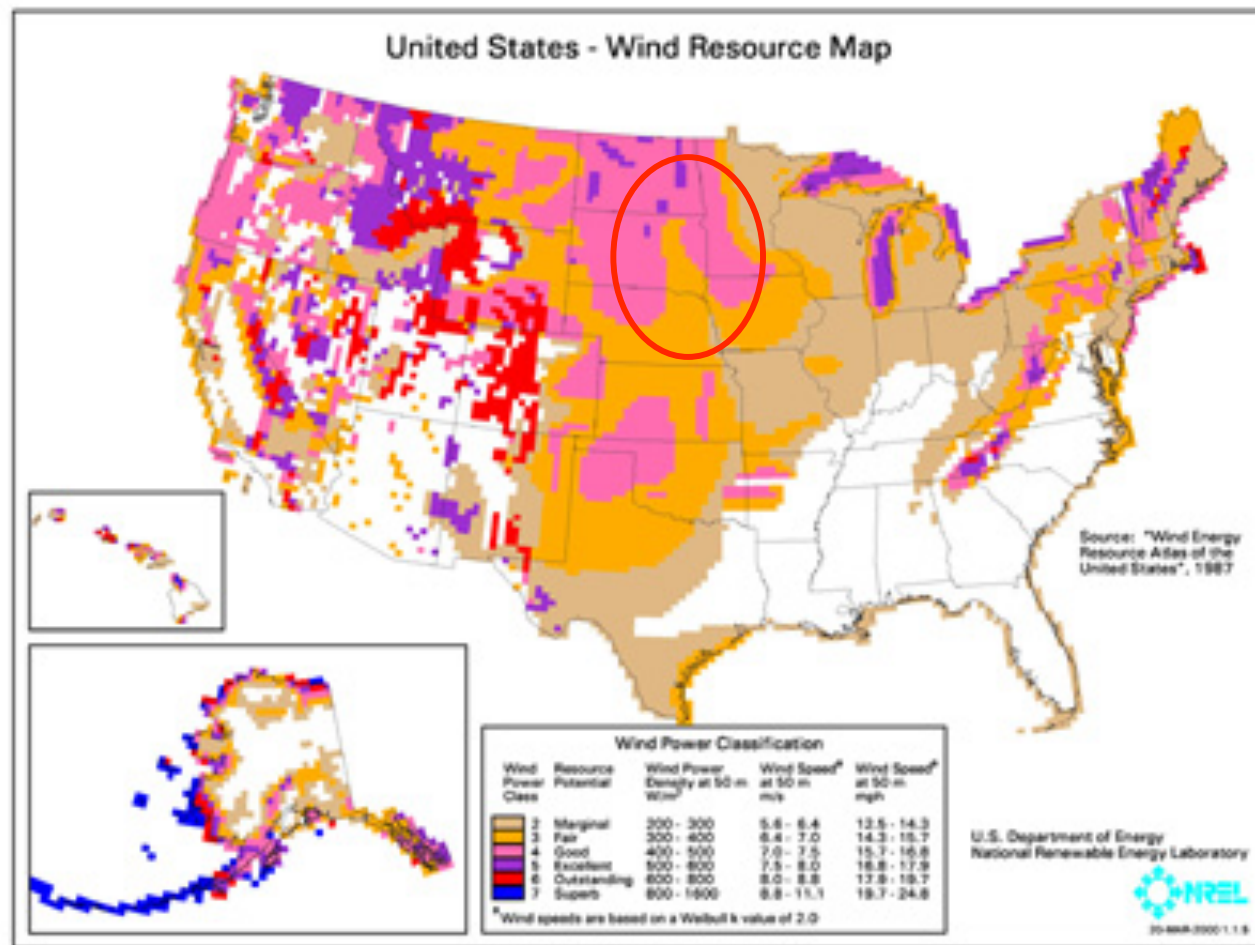 United States - Wind Resource Map
Source: "Wind Energy
Resource Atlas of the
United States", 1987
Wind Power Classification
Wind Power Class Resource Potential Wind Power Density at 50 m W/m² Wind Speed* at 50 m m/s Wind Speed* at 50 m mph
2 Marginal 200 - 300 5.6 - 6.4 12.5 - 14.3
3 Fair 300 - 400 6.4 - 7.0 14.3 - 15.7
4 Good 400 - 500 7.0 - 7.5 15.7 - 16.8
5 Excellent 500 - 600 7.5 - 8.0 16.8 - 17.9
6 Outstanding 600 - 800 8.0 - 8.8 17.9 - 19.7
7 Superb 800 - 1600 8.8 - 11.1 19.7 - 24.8
*Wind speeds are based on a Weibull k value of 2.0
U.S. Department of Energy
National Renewable Energy Laboratory
NREL
20-MAR-2000 1.1.9